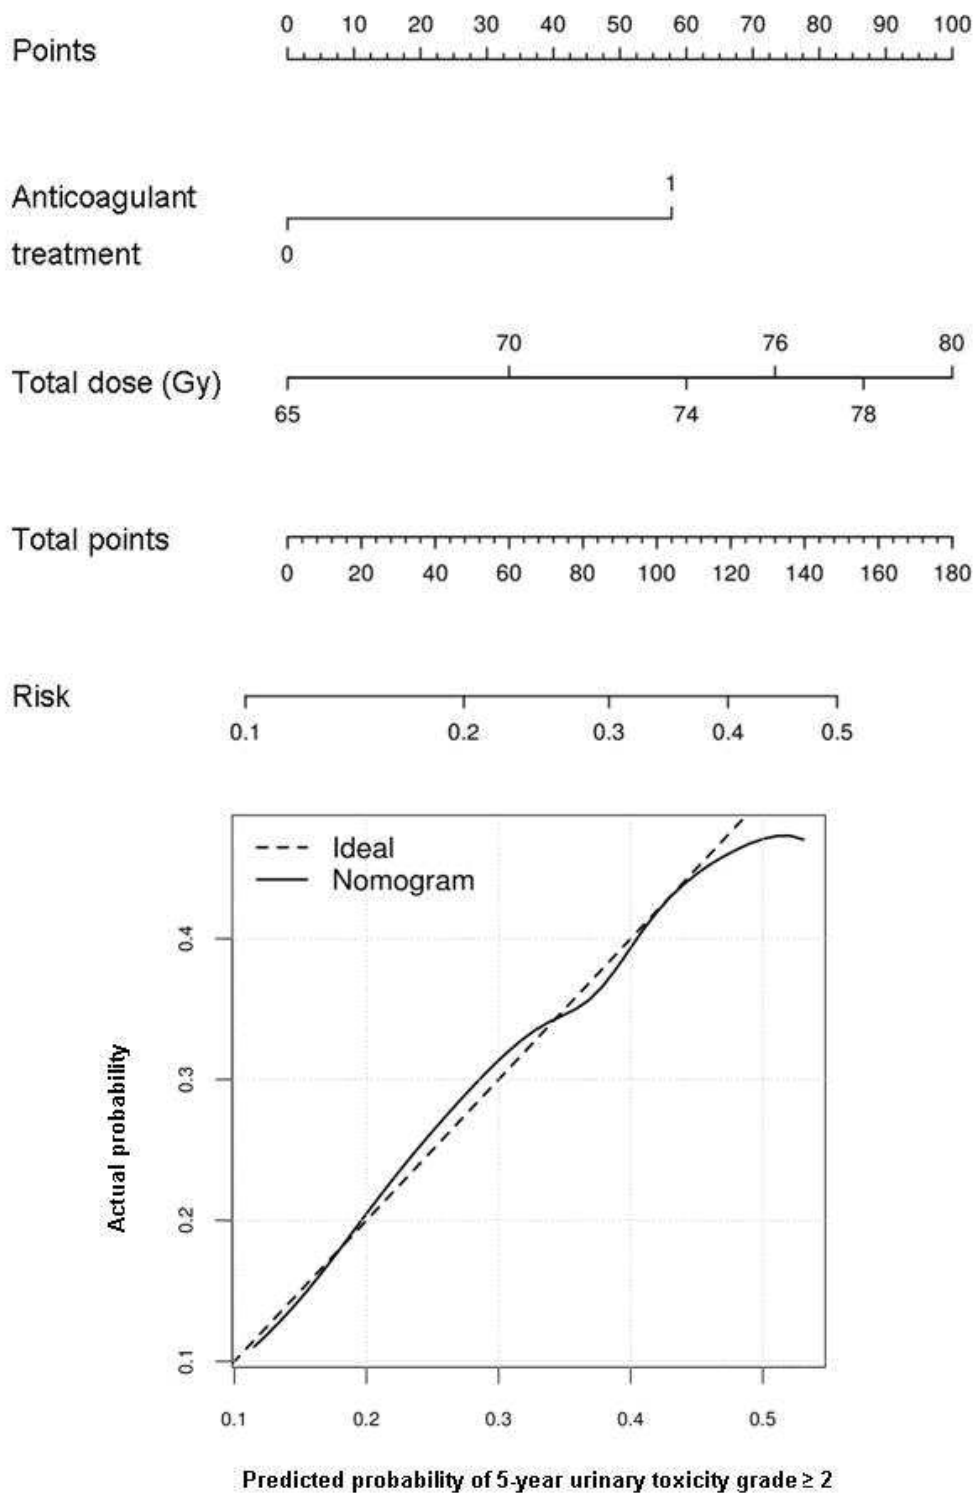 0 10 20 30 40 50 60 70 80 90 100
Points
1
Anticoagulant
treatment
0
70 76 80
Total dose (Gy)
65 74 78
Total points
0 20 40 60 80 100 120 140 160 180
Risk
0.1 0.2 0.3 0.4 0.5
Ideal
Nomogram
0.4
0.3
0.2
0.1
Actual probability
0.1 0.2 0.3 0.4 0.5
Predicted probability of 5-year urinary toxicity grade ≥ 2